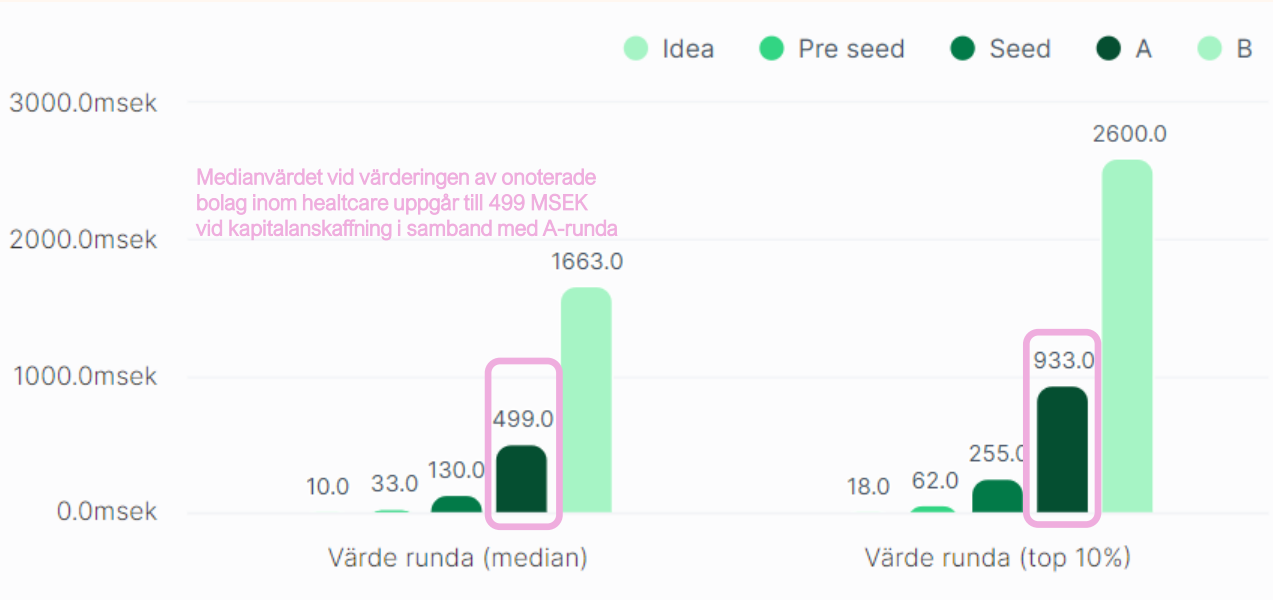 Idea Pre seed Seed A B
3000.0msek
2600.0
Medianvärdet vid värderingen av onoterade
bolag inom healtcare uppgår till 499 MSEK
vid kapitalanskaffning i samband med A-runda
2000.0msek
1663.0
1000.0msek
933.0
499.0
130.0
255.0
10.0
33.0
18.0
62.0
0.0msek
Värde runda (median)
Värde runda (top 10%)